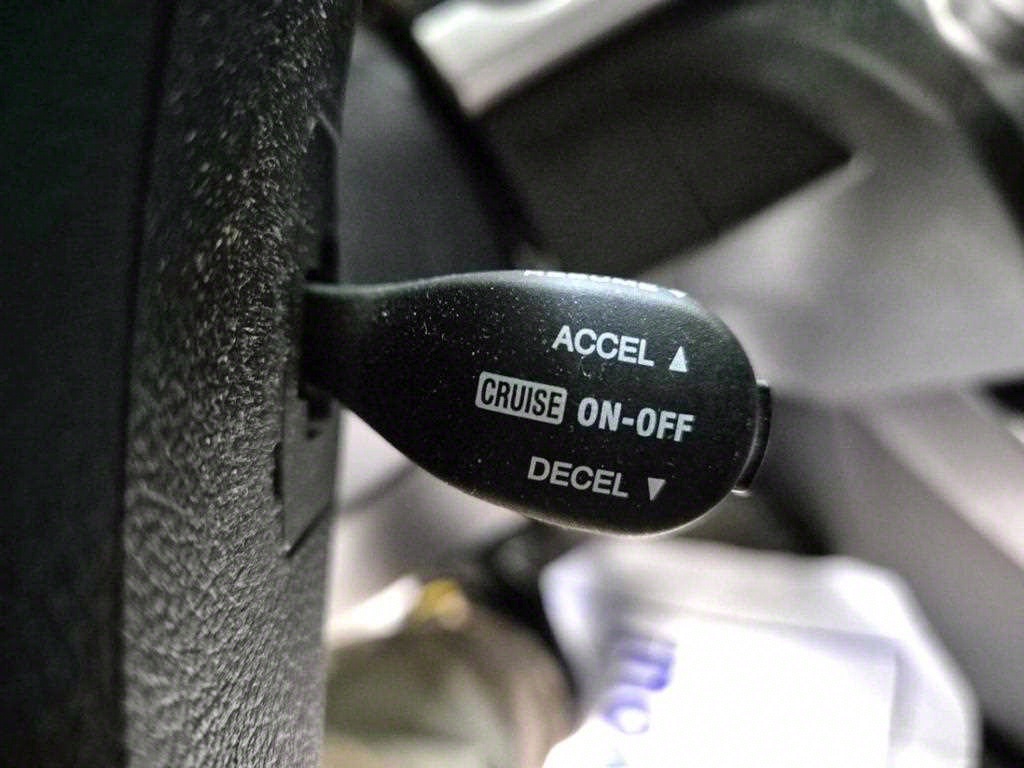 ACCEL ▲
CRUISE ON-OFF
DECEL ▼